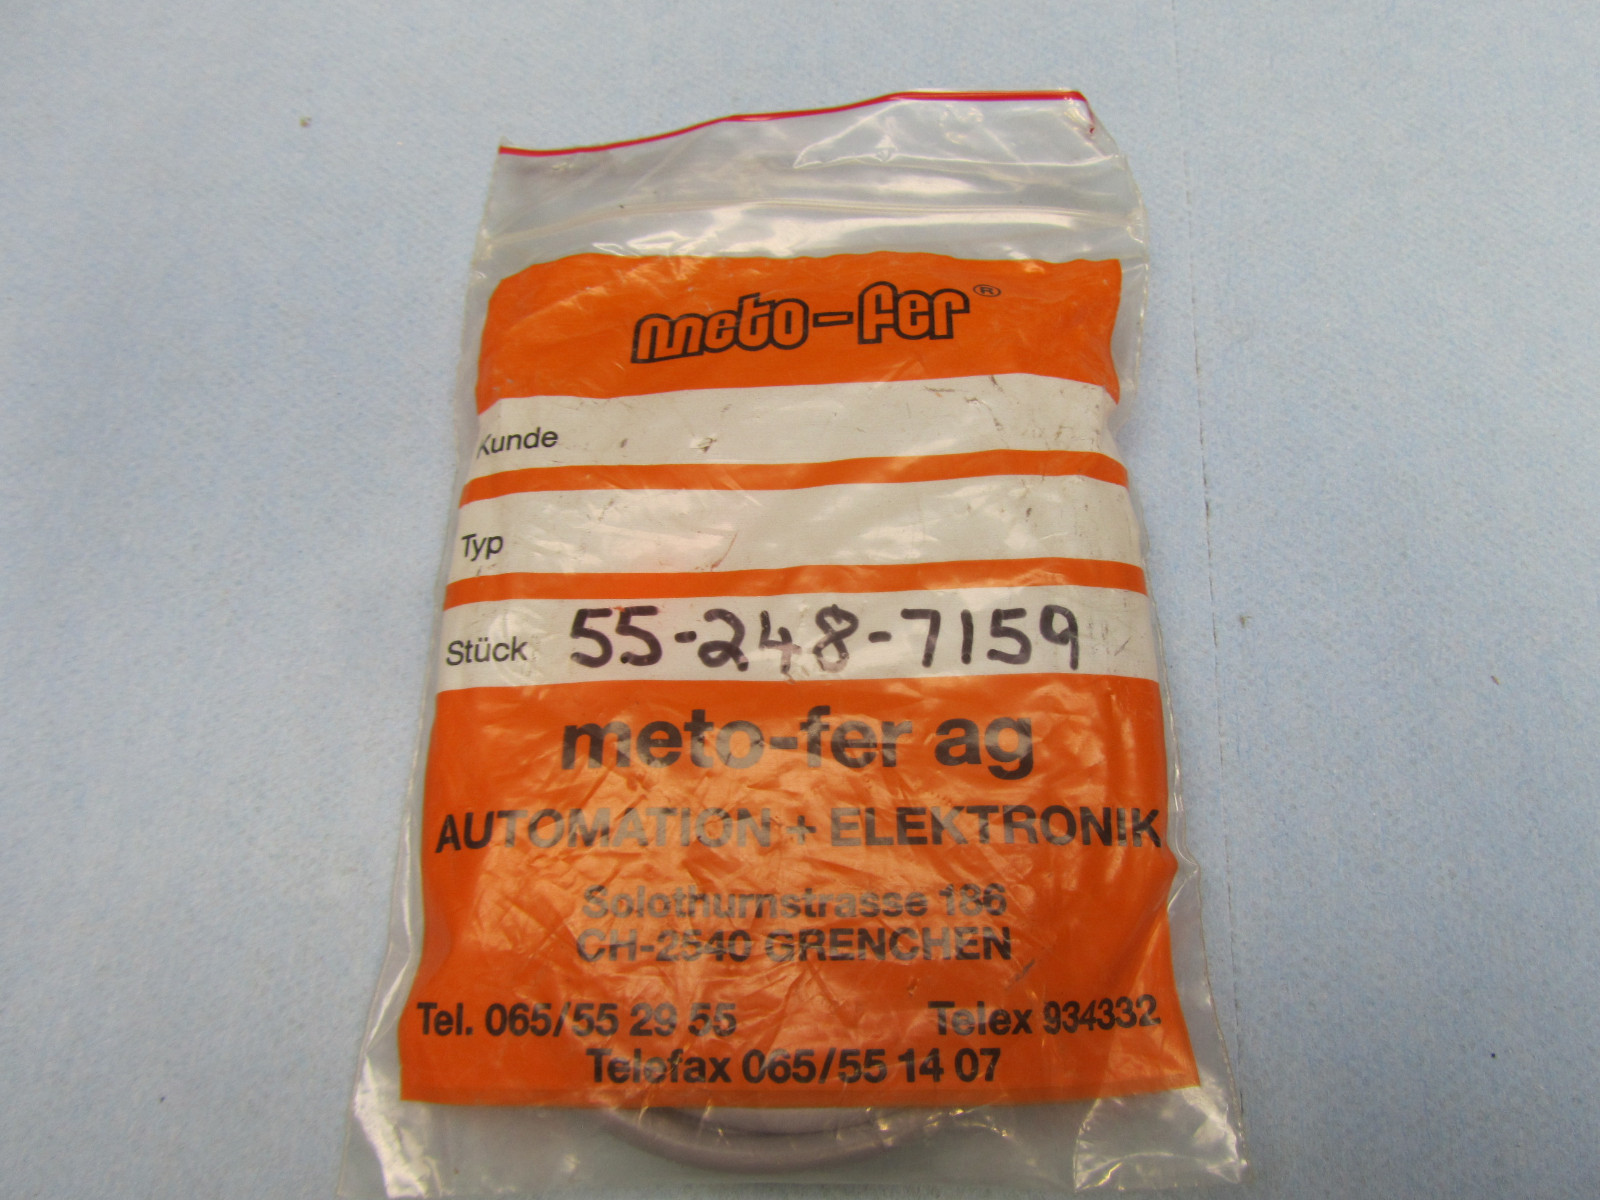 meto-fer®
Kunde
Typ
Stück 55-248-7159
meto-fer ag
AUTOMATION + ELEKTRONIK
Solothurnstrasse 186
CH-2540 GRENCHEN
Tel. 065/55 29 55 Telex 934332
Telefax 065/55 14 07